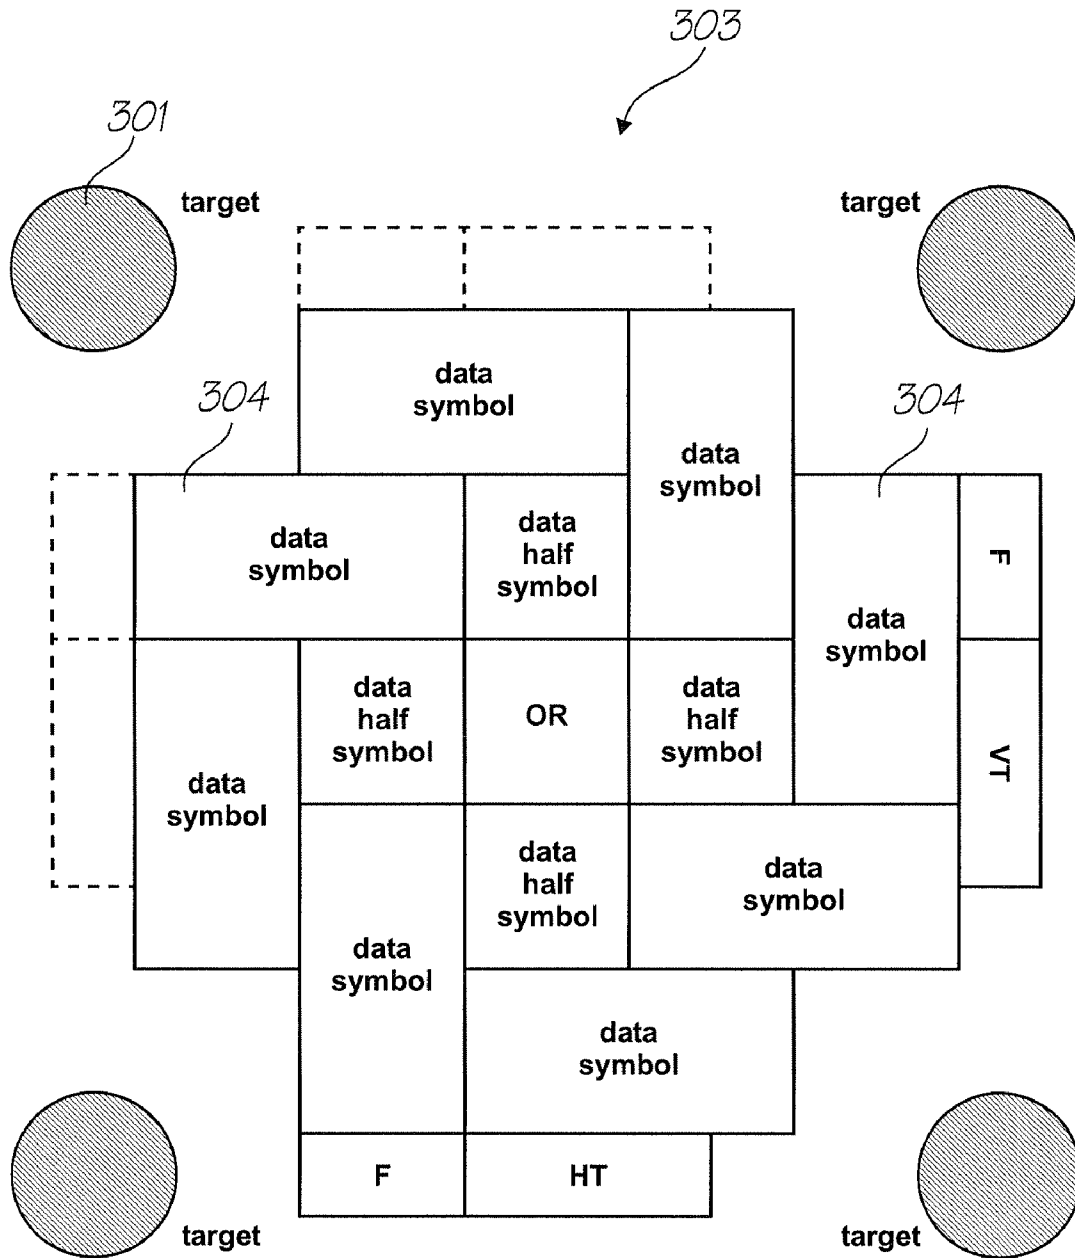 303
301
target
target
data
symbol
304
304
data
symbol
data
symbol
data
half
symbol
F
data
symbol
data
half
symbol
OR
data
half
symbol
VT
data
symbol
data
half
symbol
data
symbol
data
symbol
data
symbol
F
HT
target
target